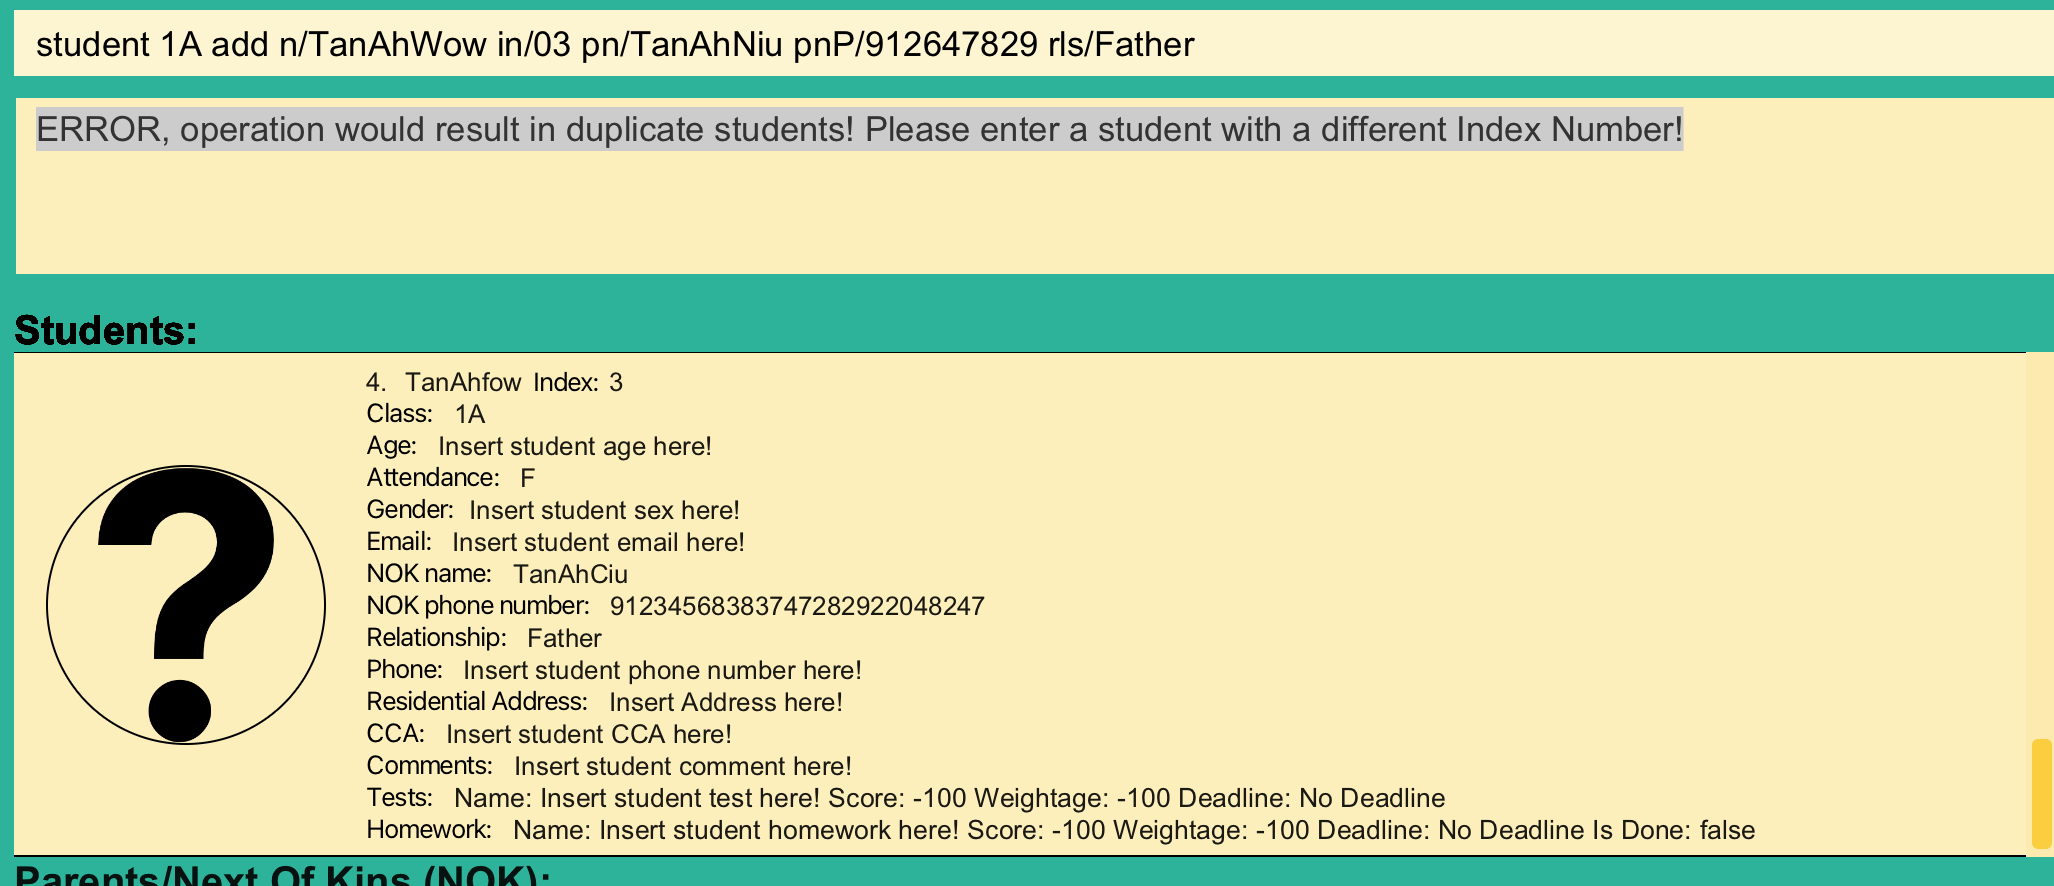 student 1A add n/TanAhWow in/03 pn/TanAhNiu pnP/912647829 rls/Father
ERROR, operation would result in duplicate students! Please enter a student with a different Index Number!
Students:
4. TanAhfow Index: 3
Class: 1A
Age: Insert student age here!
Attendance: F
Gender: Insert student sex here!
Email: Insert student email here!
NOK name: TanAhCiu
NOK phone number: 91234568383747282922048247
Relationship: Father
Phone: Insert student phone number here!
Residential Address: Insert Address here!
CCA: Insert student CCA here!
Comments: Insert student comment here!
Tests: Name: Insert student test here! Score: -100 Weightage: -100 Deadline: No Deadline
Homework: Name: Insert student homework here! Score: -100 Weightage: -100 Deadline: No Deadline Is Done: false
Parents/Next Of Kins (NOK):